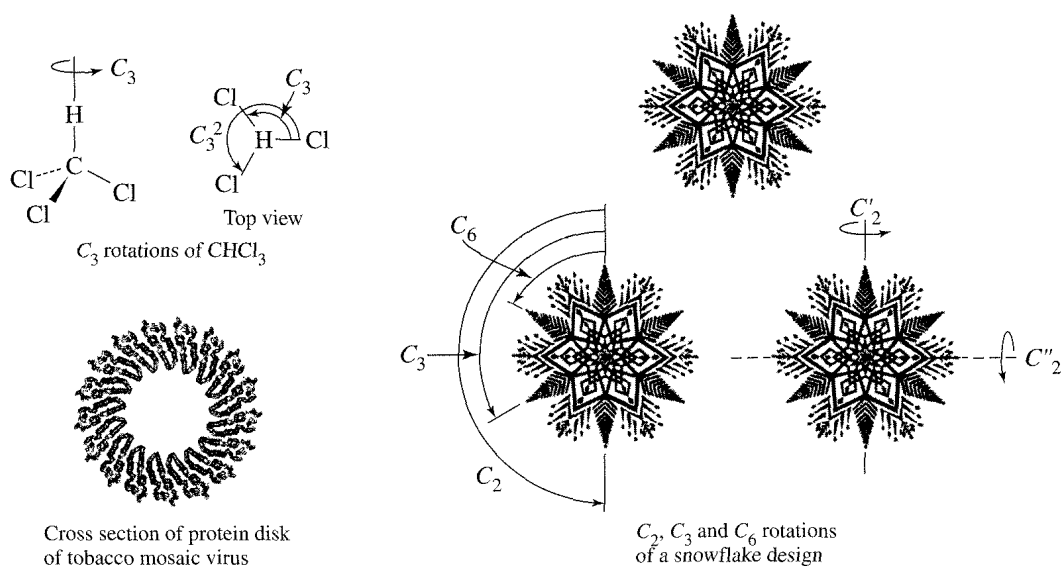 C₃
H
C
Cl
Cl
Cl
C₃
Cl
C₃²
H
Cl
Cl
Top view
C₃ rotations of CHCl₃
Cross section of protein disk
of tobacco mosaic virus
C₆
C₃
C₂
C′₂
C″₂
C₂, C₃ and C₆ rotations
of a snowflake design